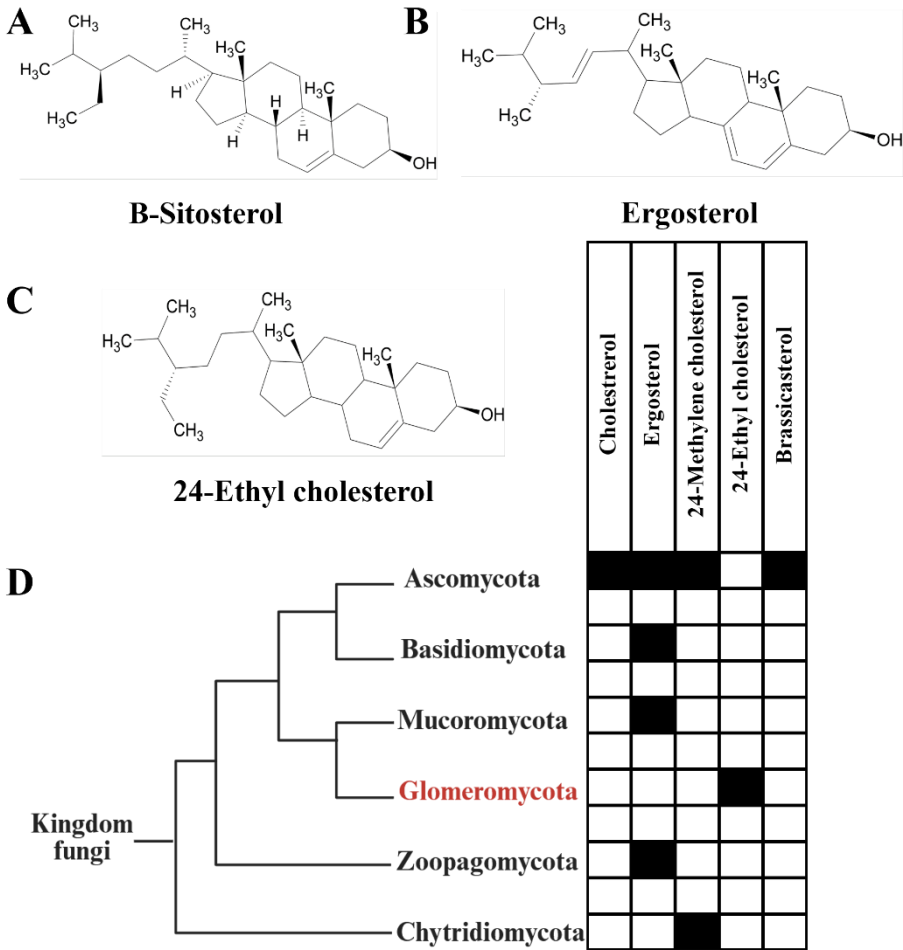 A
CH₃
CH₃
H₃C
H₃C
CH₃
H₃C
H
H
H
H
OH
B-Sitosterol
B
CH₃
CH₃
H₃C
H₃C
H₃C
H₃C
OH
Ergosterol
C
CH₃
CH₃
H₃C
H₃C
H₃C
CH₃
OH
24-Ethyl cholesterol
Cholestrerol
Ergosterol
24-Methylene cholesterol
24-Ethyl cholesterol
Brassicasterol
D
Ascomycota
Basidiomycota
Mucoromycota
Glomeromycota
Zoopagomycota
Chytridiomycota
Kingdom
fungi